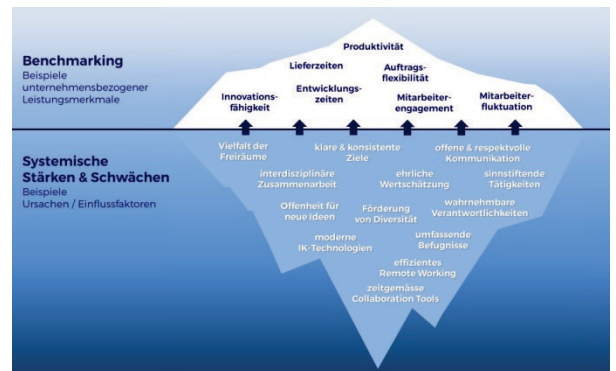 Benchmarking
Beispiele
unternehmensbezogener
Leistungsmerkmale
Produktivität
Lieferzeiten
Auftrags-
flexibilität
Innovations-
fähigkeit
Entwicklungs-
zeiten
Mitarbeiter-
engagement
Mitarbeiter-
fluktuation
Systemische
Stärken & Schwächen
Beispiele
Ursachen / Einflussfaktoren
Vielfalt der
Freiräume
klare & konsistente
Ziele
offene & respektvolle
Kommunikation
interdisziplinäre
Zusammenarbeit
ehrliche
Wertschätzung
sinnstiftende
Tätigkeiten
Offenheit für
neue Ideen
Förderung
von Diversität
wahrnehmbare
Verantwortlichkeiten
moderne
IK-Technologien
umfassende
Befugnisse
effizientes
Remote Working
zeitgemässe
Collaboration Tools